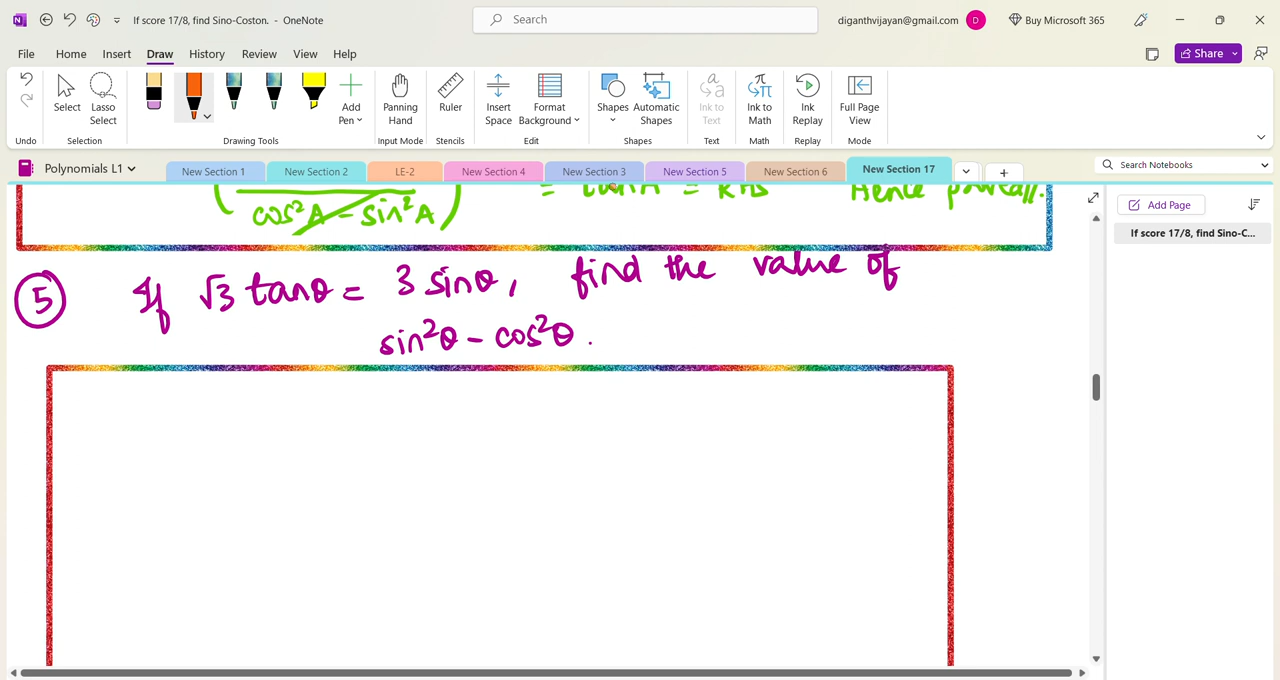 If score 17/8, find Sino-Coston. - OneNote
Search
diganthvijayan@gmail.com
D
Buy Microsoft 365
File Home Insert Draw History Review View Help
Share
Undo
Select
Lasso Select
Add Pen
Panning Hand
Ruler
Insert Space
Format Background
Shapes
Automatic Shapes
Ink to Text
Ink to Math
Ink Replay
Full Page View
Undo Selection Drawing Tools Input Mode Stencils Edit Shapes Text Math Replay Mode
Polynomials L1
New Section 1 New Section 2 LE-2 New Section 4 New Section 3 New Section 5 New Section 6 New Section 17
Search Notebooks
Add Page
If score 17/8, find Sino-C...
= tan A = RHS Hence proved//.
cos²A - sin²A
5 If √3 tanθ = 3 sinθ, find the value of
sin²θ - cos²θ.